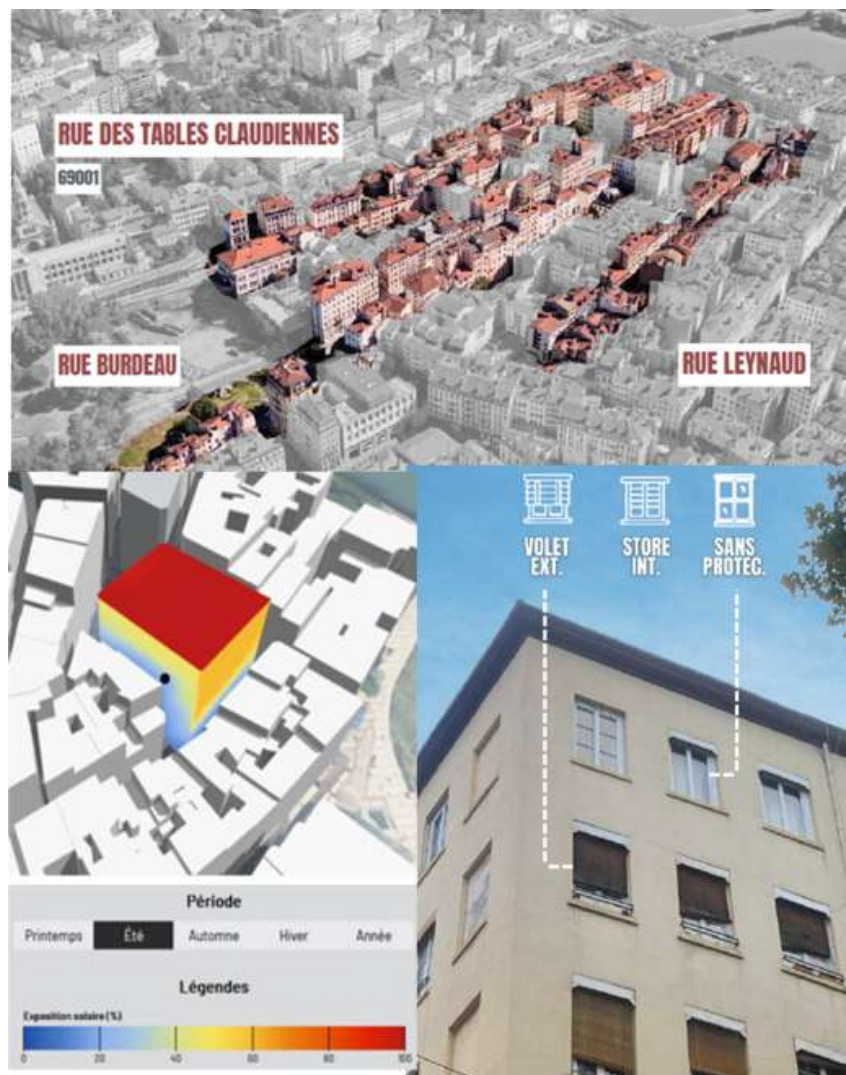 RUE DES TABLES CLAUDIENNES
69001
RUE BURDEAU
RUE LEYNAUD
VOLET
EXT.
STORE
INT.
SANS
PROTEC.
Période
Printemps Été Automne Hiver Année
Légendes
Exposition solaire (%)
0 20 40 60 80 100